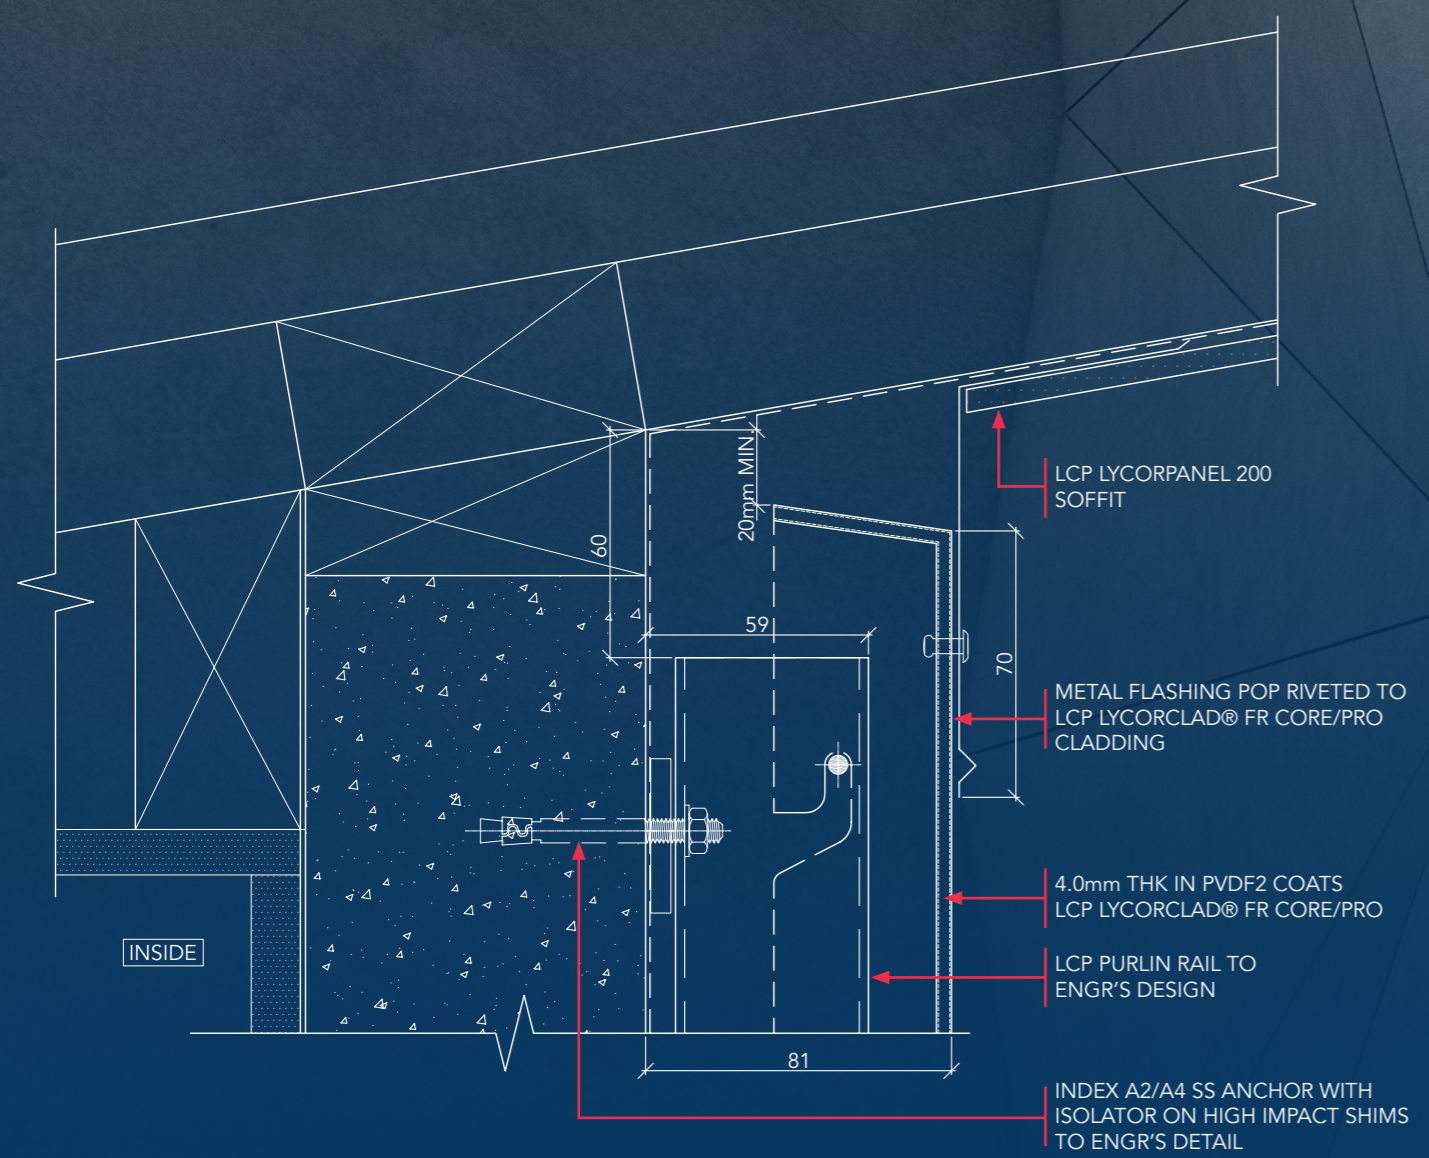 20mm MIN.
60
59
70
81
INSIDE
LCP LYCORPANEL 200
SOFFIT
METAL FLASHING POP RIVETED TO
LCP LYCORCLAD® FR CORE/PRO
CLADDING
4.0mm THK IN PVDF2 COATS
LCP LYCORCLAD® FR CORE/PRO
LCP PURLIN RAIL TO
ENGR'S DESIGN
INDEX A2/A4 SS ANCHOR WITH
ISOLATOR ON HIGH IMPACT SHIMS
TO ENGR'S DETAIL